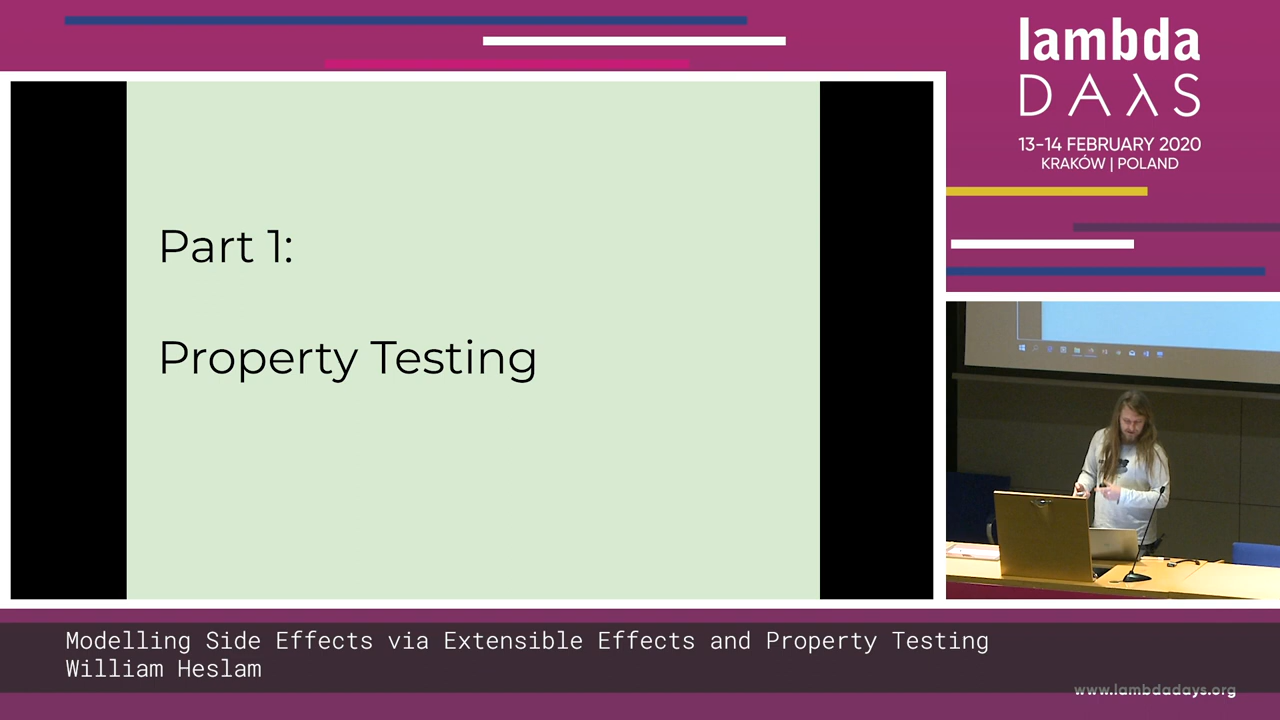 lambda
DAλS
13-14 FEBRUARY 2020
KRAKÓW | POLAND
Part 1:
Property Testing
Modelling Side Effects via Extensible Effects and Property Testing
William Heslam
www.lambdadays.org